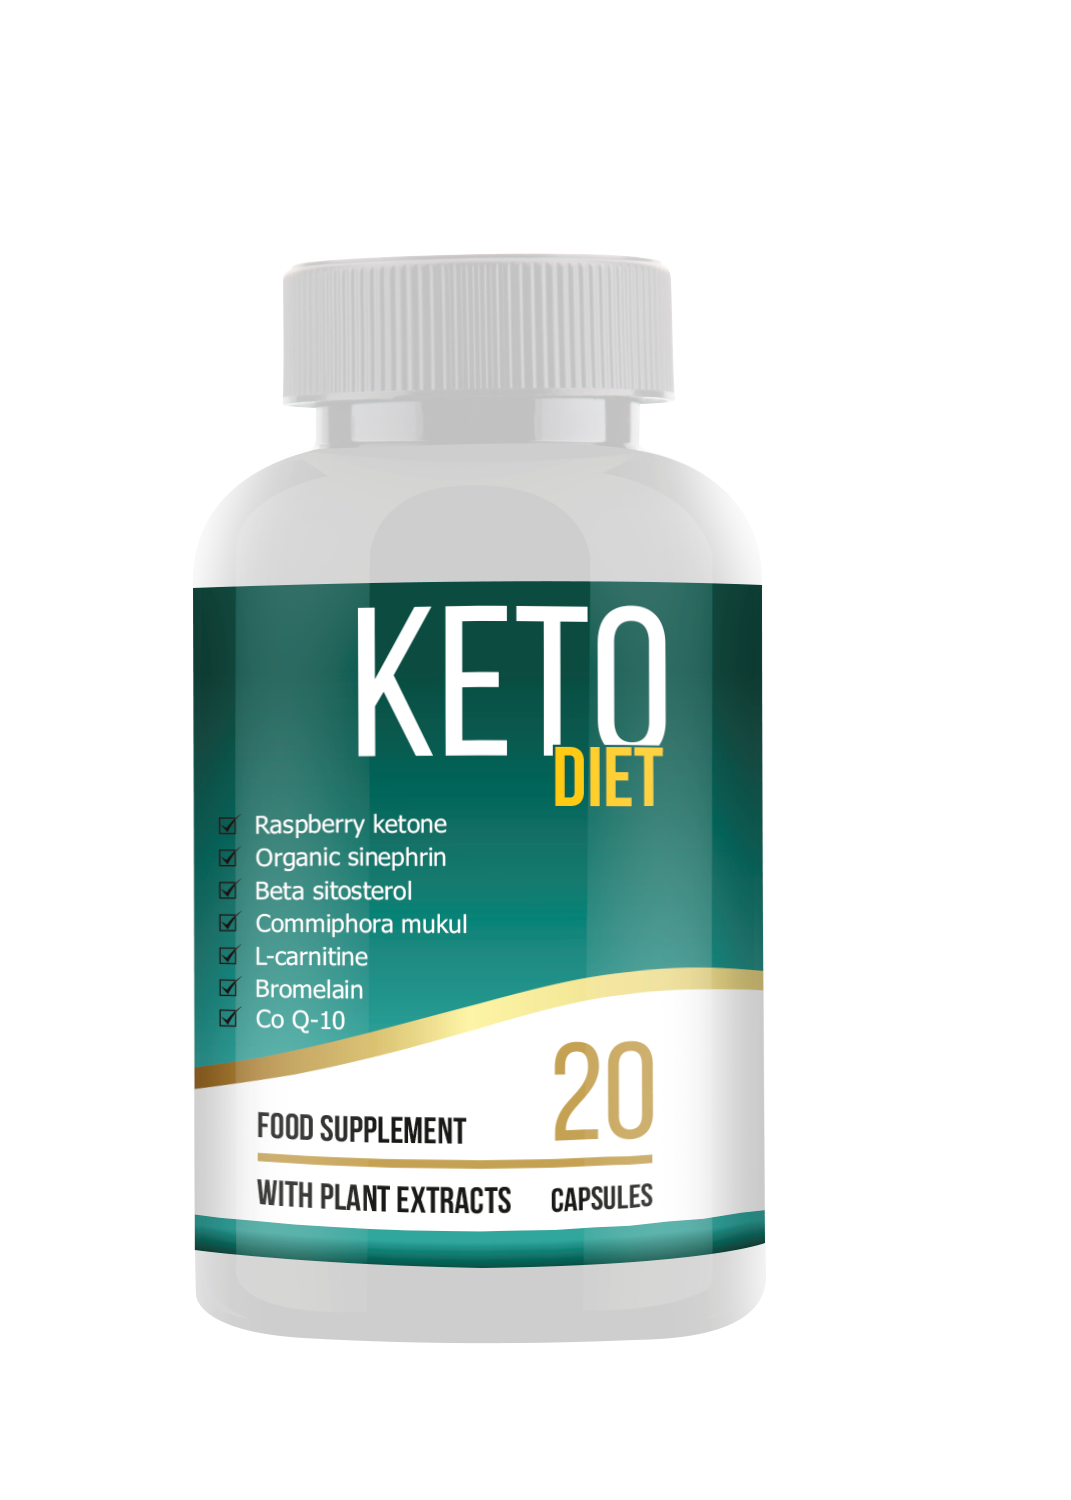 KETO
DIET
Raspberry ketone
Organic sinephrin
Beta sitosterol
Commiphora mukul
L-carnitine
Bromelain
Co Q-10
20
FOOD SUPPLEMENT
WITH PLANT EXTRACTS CAPSULES